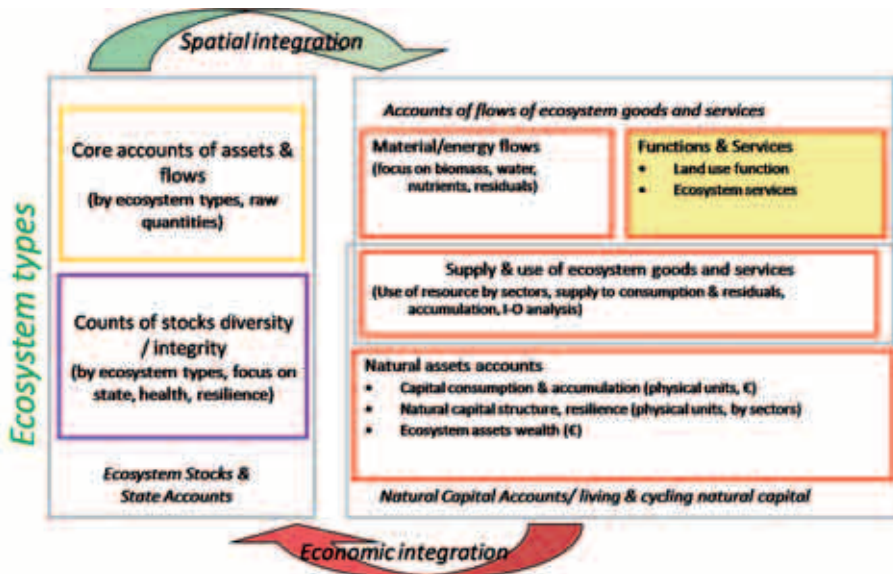 Spatial integration
Ecosystem types
Core accounts of assets &
flows
(by ecosystem types, raw
quantities)
Counts of stocks diversity
/ integrity
(by ecosystem types, focus on
state, health, resilience)
Ecosystem Stocks &
State Accounts
Accounts of flows of ecosystem goods and services
Material/energy flows
(focus on biomass, water,
nutrients, residuals)
Functions & Services
• Land use function
• Ecosystem services
Supply & use of ecosystem goods and services
(Use of resource by sectors, supply to consumption & residuals,
accumulation, I-O analysis)
Natural assets accounts
• Capital consumption & accumulation (physical units, €)
• Natural capital structure, resilience (physical units, by sectors)
• Ecosystem assets wealth (€)
Natural Capital Accounts/ living & cycling natural capital
Economic integration